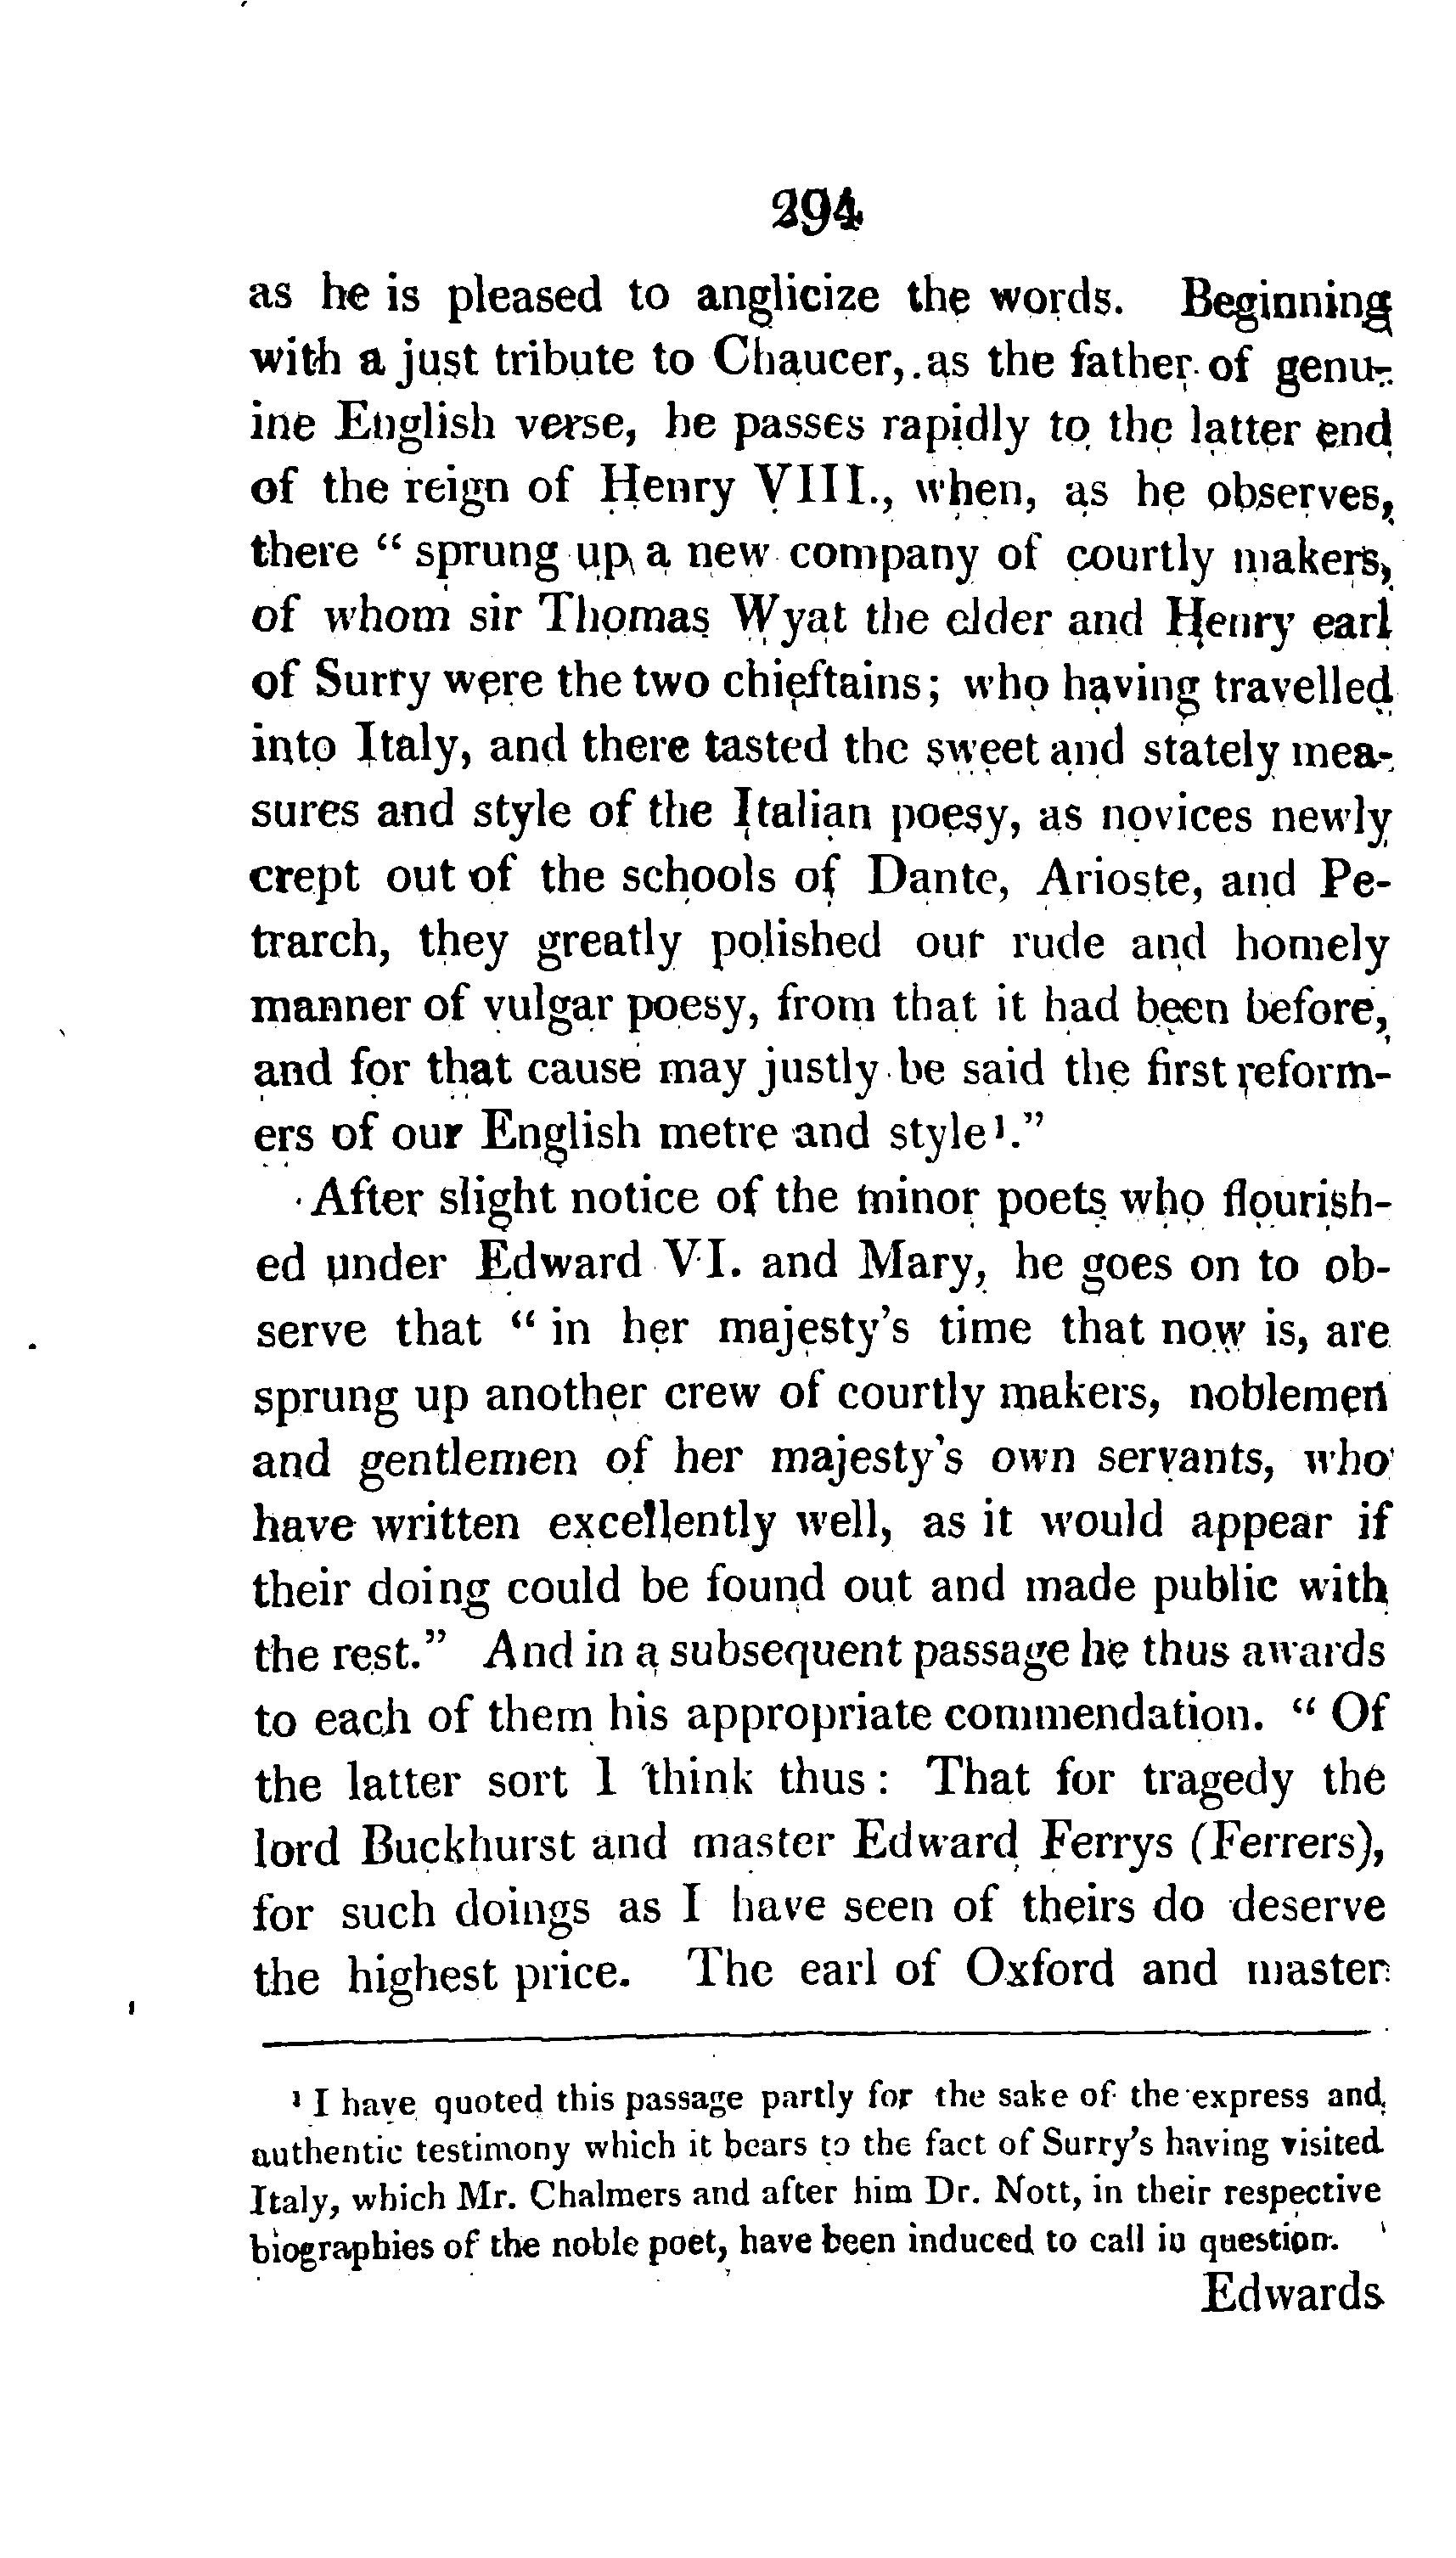 294
as he is pleased to anglicize the words. Beginning
with a just tribute to Chaucer, as the father of genu-
ine English verse, he passes rapidly to the latter end
of the reign of Henry VIII., when, as he observes,
there “ sprung up a new company of courtly makers,
of whom sir Thomas Wyat the elder and Henry earl
of Surry were the two chieftains; who having travelled
into Italy, and there tasted the sweet and stately mea-
sures and style of the Italian poesy, as novices newly
crept out of the schools of Dante, Arioste, and Pe-
trarch, they greatly polished our rude and homely
manner of vulgar poesy, from that it had been before,
and for that cause may justly be said the first reform-
ers of our English metre and style¹.”
After slight notice of the minor poets who flourish-
ed under Edward VI. and Mary, he goes on to ob-
serve that “ in her majesty's time that now is, are
sprung up another crew of courtly makers, noblemen
and gentlemen of her majesty's own servants, who
have written excellently well, as it would appear if
their doing could be found out and made public with
the rest.” And in a subsequent passage he thus awards
to each of them his appropriate commendation. “ Of
the latter sort I think thus : That for tragedy the
lord Buckhurst and master Edward Ferrys (Ferrers),
for such doings as I have seen of theirs do deserve
the highest price. The earl of Oxford and master
¹ I have quoted this passage partly for the sake of the express and
authentic testimony which it bears to the fact of Surry's having visited
Italy, which Mr. Chalmers and after him Dr. Nott, in their respective
biographies of the noble poet, have been induced to call in question.
Edwards